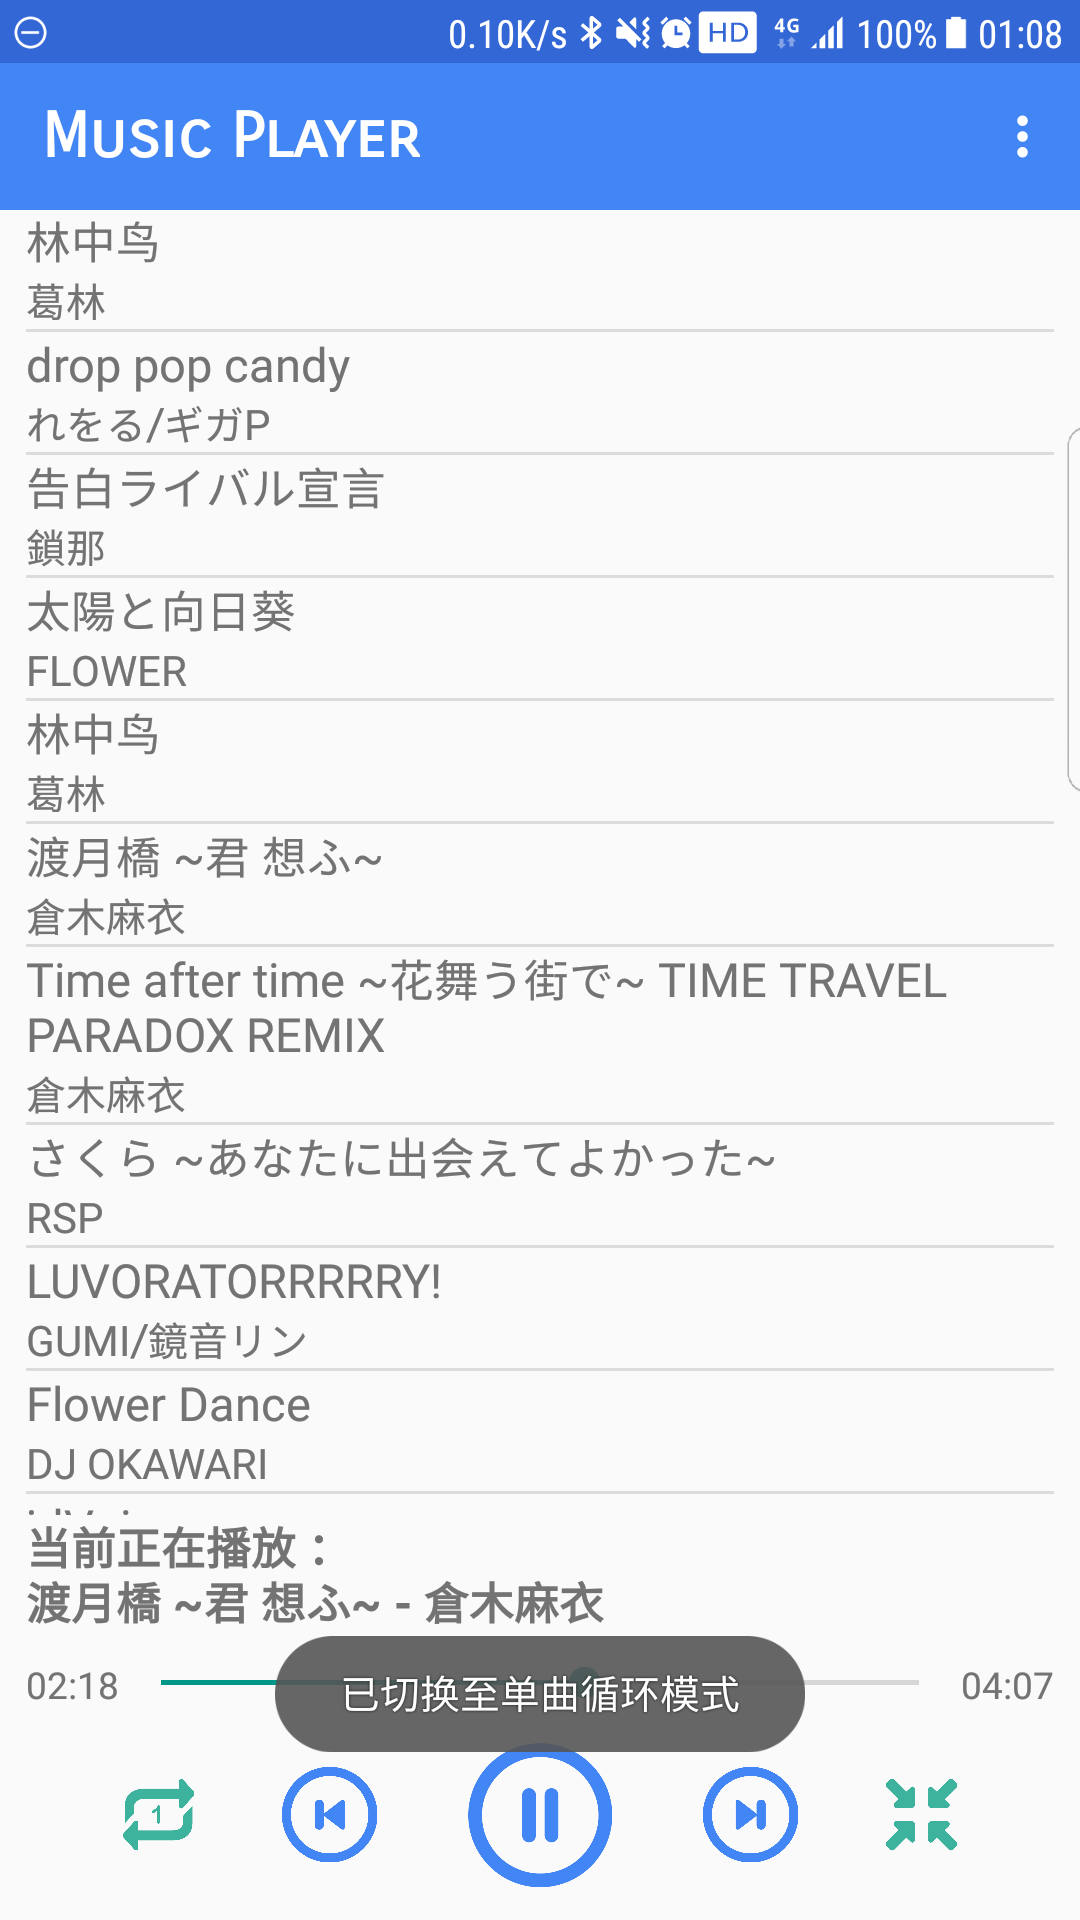 0.10K/s HD 4G 100% 01:08
Music Player
林中鸟
葛林
drop pop candy
れをる/ギガP
告白ライバル宣言
鎖那
太陽と向日葵
FLOWER
林中鸟
葛林
渡月橋 ~君 想ふ~
倉木麻衣
Time after time ~花舞う街で~ TIME TRAVEL
PARADOX REMIX
倉木麻衣
さくら ~あなたに出会えてよかった~
RSP
LUVORATORRRRRY!
GUMI/鏡音リン
Flower Dance
DJ OKAWARI
当前正在播放：
渡月橋 ~君 想ふ~ - 倉木麻衣
02:18
已切换至单曲循环模式
04:07
1